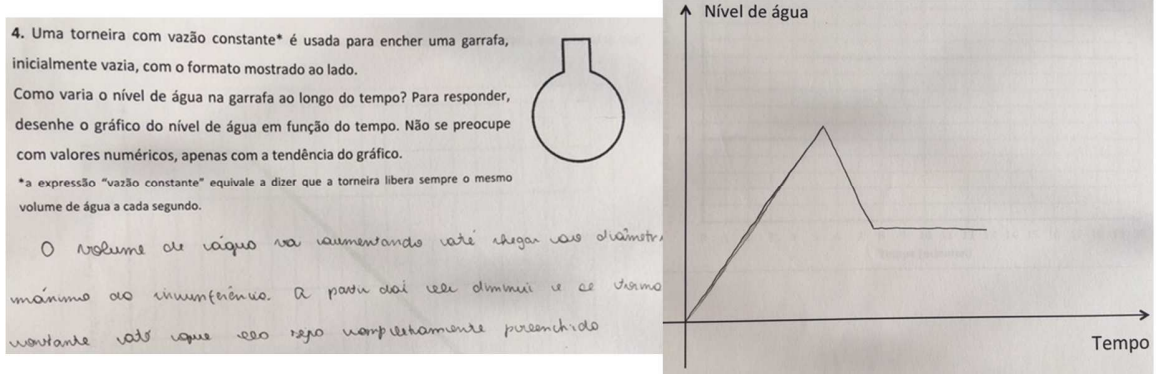 4. Uma torneira com vazão constante* é usada para encher uma garrafa,
inicialmente vazia, com o formato mostrado ao lado.
Como varia o nível de água na garrafa ao longo do tempo? Para responder,
desenhe o gráfico do nível de água em função do tempo. Não se preocupe
com valores numéricos, apenas com a tendência do gráfico.
*a expressão "vazão constante" equivale a dizer que a torneira libera sempre o mesmo
volume de água a cada segundo.
O volume de água vai aumentando até chegar ao diâmetr
máximo da circunferência. A partir daí ele diminui e se torna
constante até que seja completamente preenchido
Nível de água
Tempo